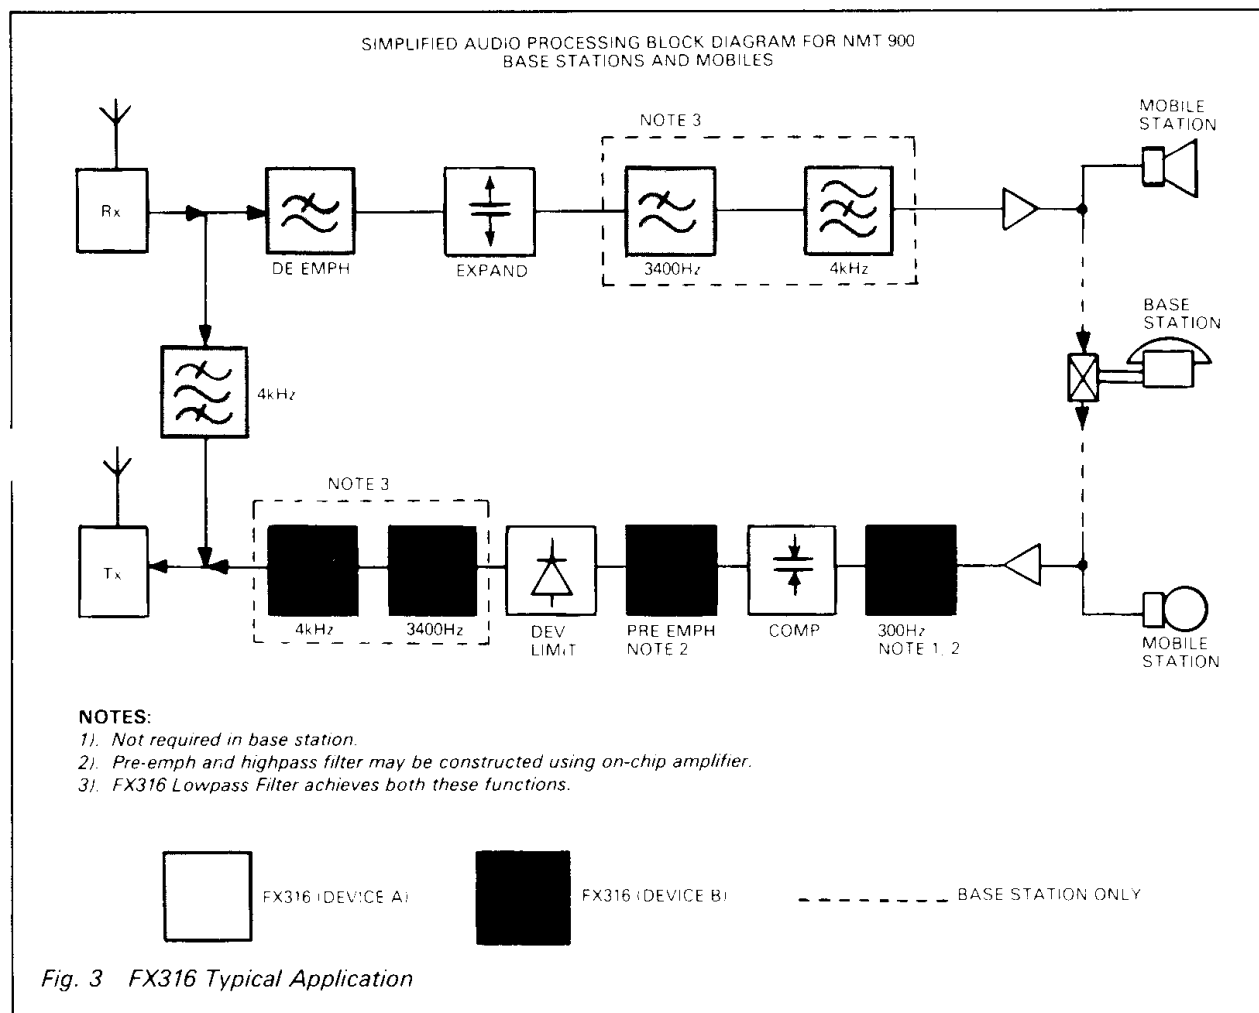 SIMPLIFIED AUDIO PROCESSING BLOCK DIAGRAM FOR NMT 900
BASE STATIONS AND MOBILES
MOBILE
STATION
NOTE 3
Rx
DE EMPH
EXPAND
3400Hz
4kHz
BASE
STATION
4kHz
NOTE 3
Tx
4kHz
3400Hz
DEV
LIMIT
PRE EMPH
NOTE 2
COMP
300Hz
NOTE 1, 2
MOBILE
STATION
NOTES:
1). Not required in base station.
2). Pre-emph and highpass filter may be constructed using on-chip amplifier.
3). FX316 Lowpass Filter achieves both these functions.
FX316 (DEVICE A)
FX316 (DEVICE B)
BASE STATION ONLY
Fig. 3 FX316 Typical Application